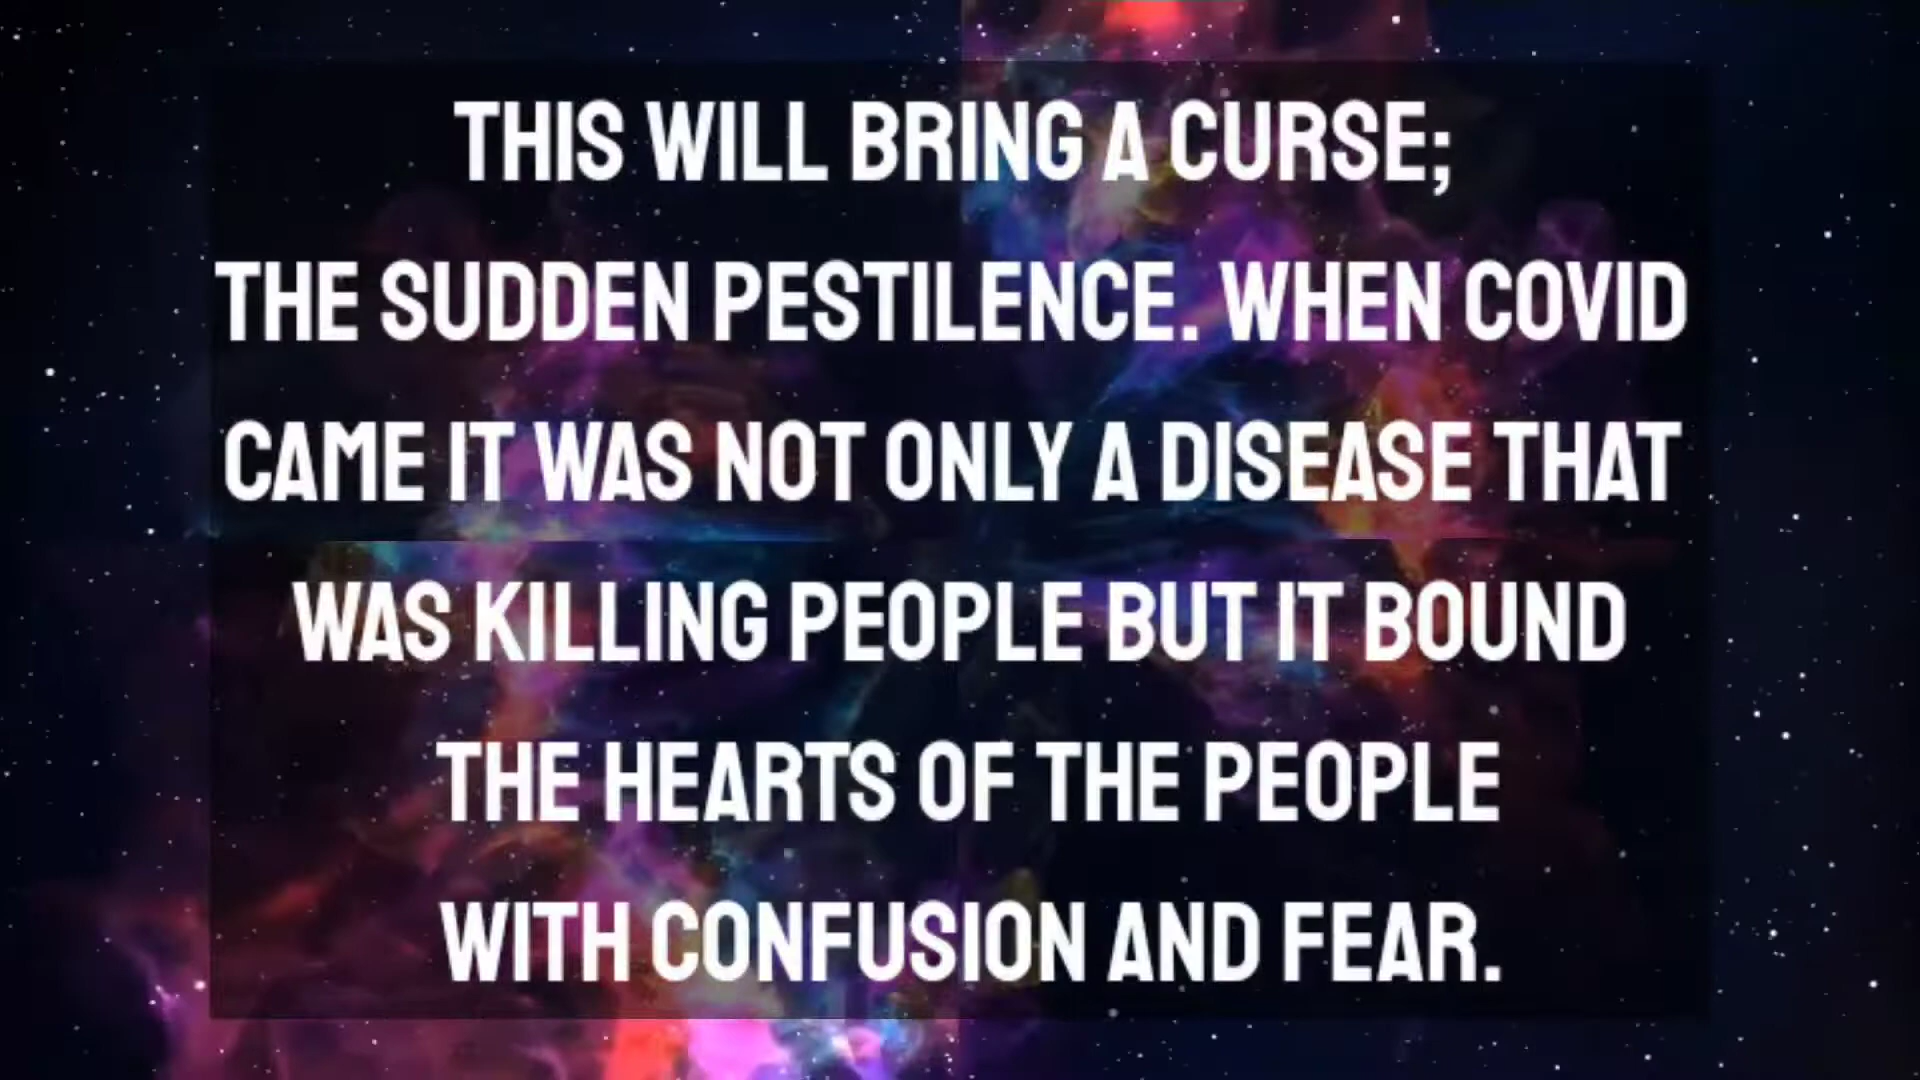 THIS WILL BRING A CURSE;
THE SUDDEN PESTILENCE. WHEN COVID
CAME IT WAS NOT ONLY A DISEASE THAT
WAS KILLING PEOPLE BUT IT BOUND
THE HEARTS OF THE PEOPLE
WITH CONFUSION AND FEAR.